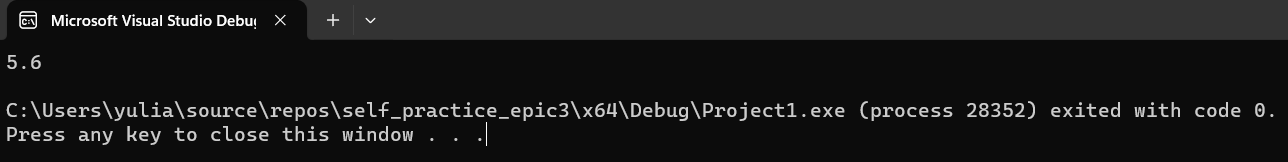 Microsoft Visual Studio Debu
5.6
C:\Users\yulia\source\repos\self_practice_epic3\x64\Debug\Project1.exe (process 28352) exited with code 0.
Press any key to close this window . . .